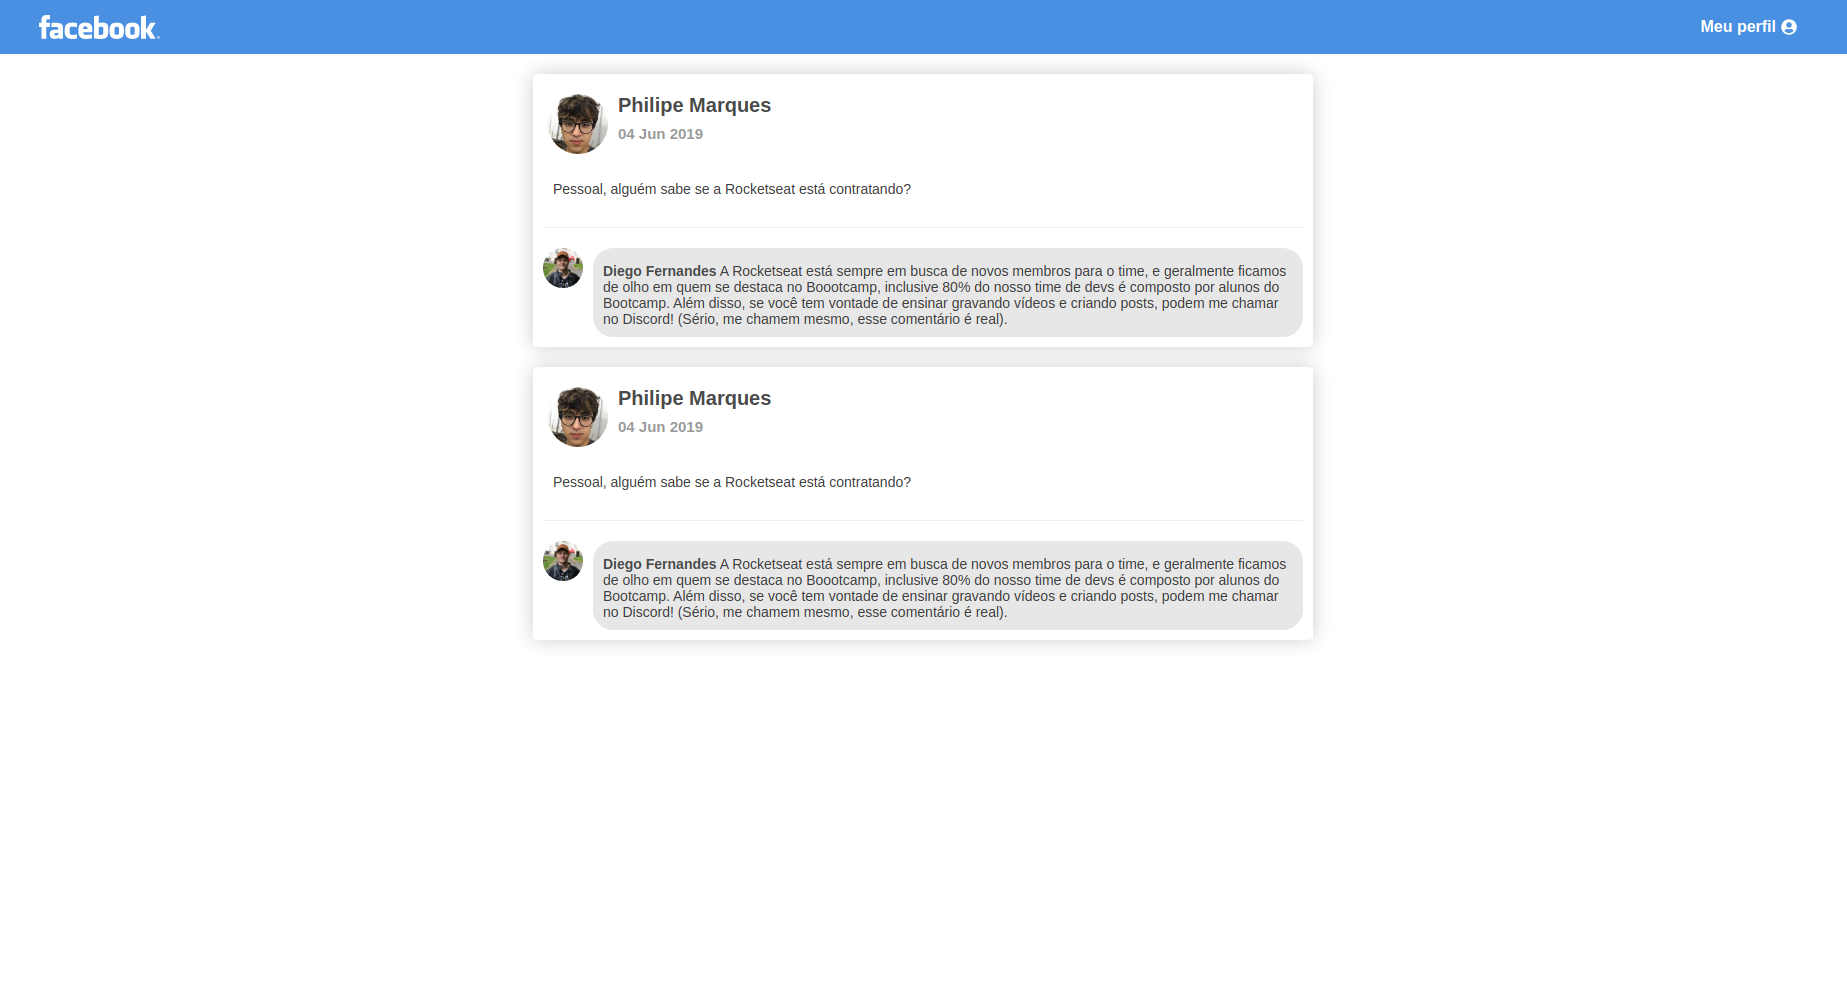 facebook
Meu perfil
Philipe Marques
04 Jun 2019
Pessoal, alguém sabe se a Rocketseat está contratando?
Diego Fernandes A Rocketseat está sempre em busca de novos membros para o time, e geralmente ficamos
de olho em quem se destaca no Boootcamp, inclusive 80% do nosso time de devs é composto por alunos do
Bootcamp. Além disso, se você tem vontade de ensinar gravando vídeos e criando posts, podem me chamar
no Discord! (Sério, me chamem mesmo, esse comentário é real).
Philipe Marques
04 Jun 2019
Pessoal, alguém sabe se a Rocketseat está contratando?
Diego Fernandes A Rocketseat está sempre em busca de novos membros para o time, e geralmente ficamos
de olho em quem se destaca no Boootcamp, inclusive 80% do nosso time de devs é composto por alunos do
Bootcamp. Além disso, se você tem vontade de ensinar gravando vídeos e criando posts, podem me chamar
no Discord! (Sério, me chamem mesmo, esse comentário é real).